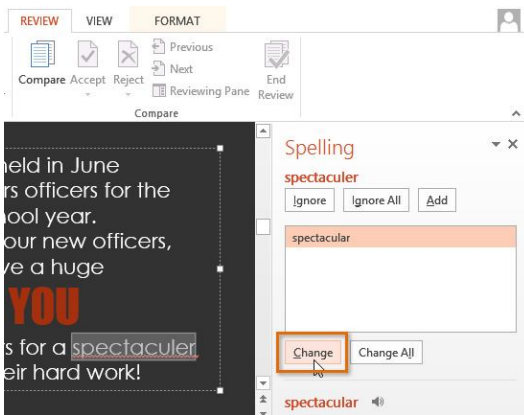 REVIEW VIEW FORMAT
Previous
Next
Compare Accept Reject Reviewing Pane End Review
Compare
held in June
rs officers for the
ool year.
our new officers,
ve a huge
YOU
s for a spectaculer
eir hard work!
Spelling
spectaculer
Ignore Ignore All Add
spectacular
Change Change All
spectacular